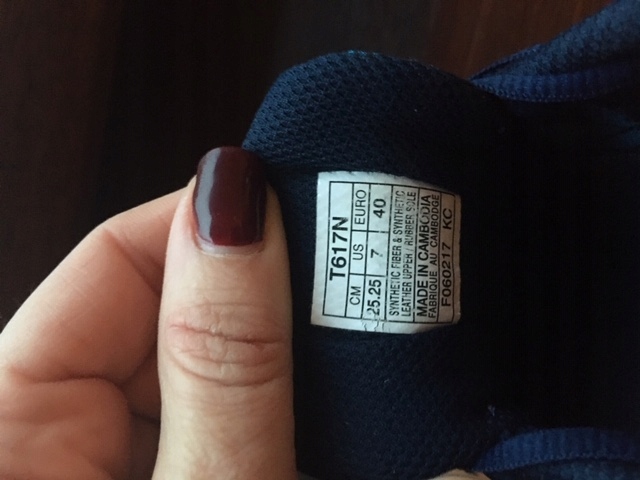 T617N
CM US EURO
25.25 7 40
SYNTHETIC FIBER & SYNTHETIC
LEATHER UPPER / RUBBER SOLE
MADE IN CAMBODIA
FABRIQUE AU CAMBODGE
F060217 KC